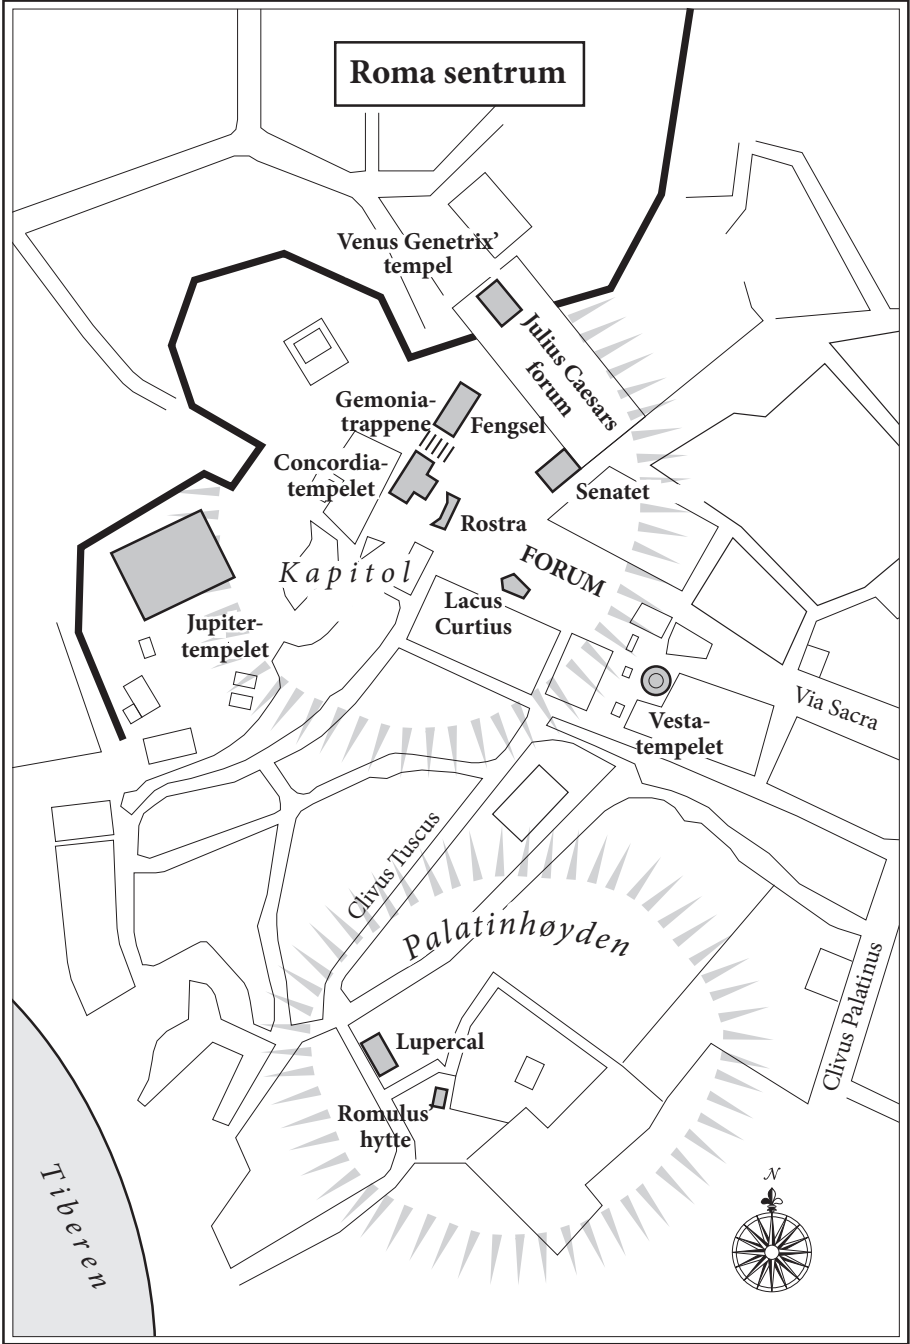 Roma sentrum
Venus Genetrix’
tempel
Julius Caesars
forum
Gemonia-
trappene
Fengsel
Concordia-
tempelet
Senatet
Rostra
FORUM
Kapitol
Lacus
Curtius
Jupiter-
tempelet
Via Sacra
Vesta-
tempelet
Clivus Tuscus
Palatinhøyden
Clivus Palatinus
Lupercal
Romulus’
hytte
Tiberen
N